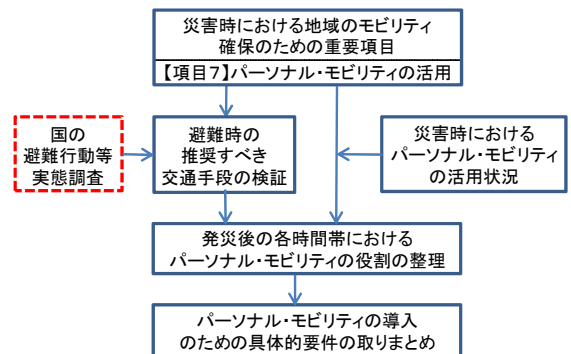 災害時における地域のモビリティ
確保のための重要項目
【項目7】パーソナル・モビリティの活用
国の
避難行動等
実態調査
避難時の
推奨すべき
交通手段の検証
災害時における
パーソナル・モビリティ
の活用状況
発災後の各時間帯における
パーソナル・モビリティの役割の整理
パーソナル・モビリティの導入
のための具体的要件の取りまとめ